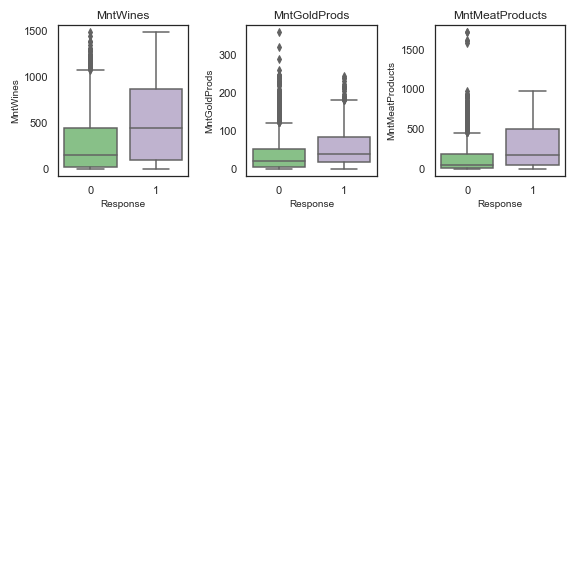 MntWines
MntWines
1500
1000
500
0
0 1
Response
MntGoldProds
MntGoldProds
300
200
100
0
0 1
Response
MntMeatProducts
MntMeatProducts
1500
1000
500
0
0 1
Response